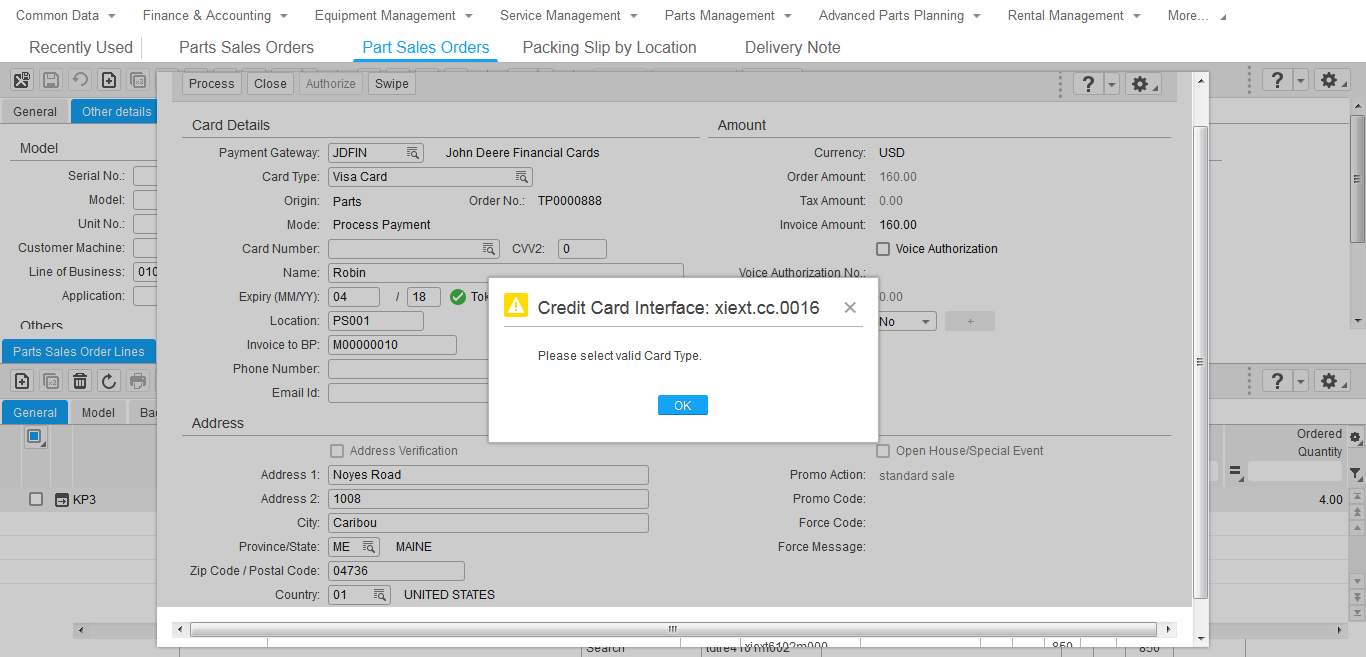 Common Data Finance & Accounting Equipment Management Service Management Parts Management Advanced Parts Planning Rental Management More...
Recently Used Parts Sales Orders Part Sales Orders Packing Slip by Location Delivery Note
Process Close Authorize Swipe
General Other details
Model
Serial No.:
Model:
Unit No.:
Customer Machine:
Line of Business: 010
Application:
Others
Parts Sales Order Lines
General Model Ba
KP3
Card Details
Payment Gateway: JDFIN John Deere Financial Cards
Card Type: Visa Card
Origin: Parts Order No.: TP0000888
Mode: Process Payment
Card Number: CVV2: 0
Name: Robin
Expiry (MM/YY): 04 / 18 Tok
Location: PS001
Invoice to BP: M00000010
Phone Number:
Email Id:
Amount
Currency: USD
Order Amount: 160.00
Tax Amount: 0.00
Invoice Amount: 160.00
Voice Authorization
Voice Authorization No.:
0.00
No +
Credit Card Interface: xiext.cc.0016
Please select valid Card Type.
OK
Address
Address Verification
Address 1: Noyes Road
Address 2: 1008
City: Caribou
Province/State: ME MAINE
Zip Code / Postal Code: 04736
Country: 01 UNITED STATES
Open House/Special Event
Promo Action: standard sale
Promo Code:
Force Code:
Force Message:
Ordered
Quantity
=
4.00
Search
850
850